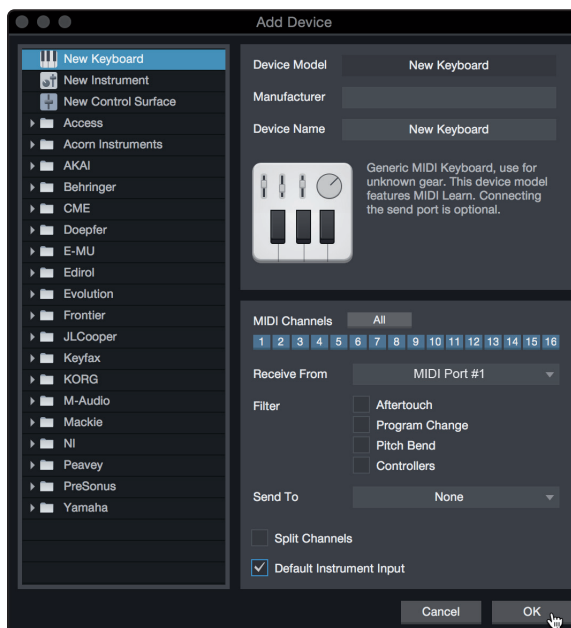 Add Device
New Keyboard
New Instrument
New Control Surface
Access
Acorn Instruments
AKAI
Behringer
CME
Doepfer
E-MU
Edirol
Evolution
Frontier
JLCooper
Keyfax
KORG
M-Audio
Mackie
NI
Peavey
PreSonus
Yamaha
Device Model New Keyboard
Manufacturer
Device Name New Keyboard
Generic MIDI Keyboard, use for
unknown gear. This device model
features MIDI Learn. Connecting
the send port is optional.
MIDI Channels All
1 2 3 4 5 6 7 8 9 10 11 12 13 14 15 16
Receive From MIDI Port #1
Filter Aftertouch
Program Change
Pitch Bend
Controllers
Send To None
Split Channels
Default Instrument Input
Cancel OK